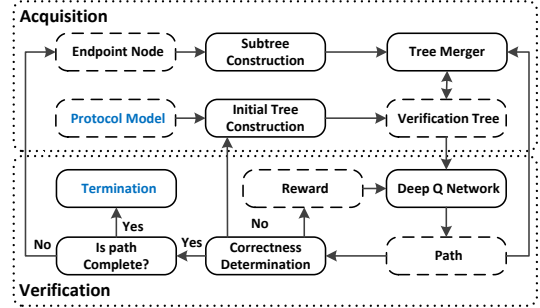 Acquisition
Endpoint Node
Subtree
Construction
Tree Merger
Protocol Model
Initial Tree
Construction
Verification Tree
Termination
Reward
Deep Q Network
Yes
No
No
Is path
Complete?
Yes
Correctness
Determination
Path
Verification